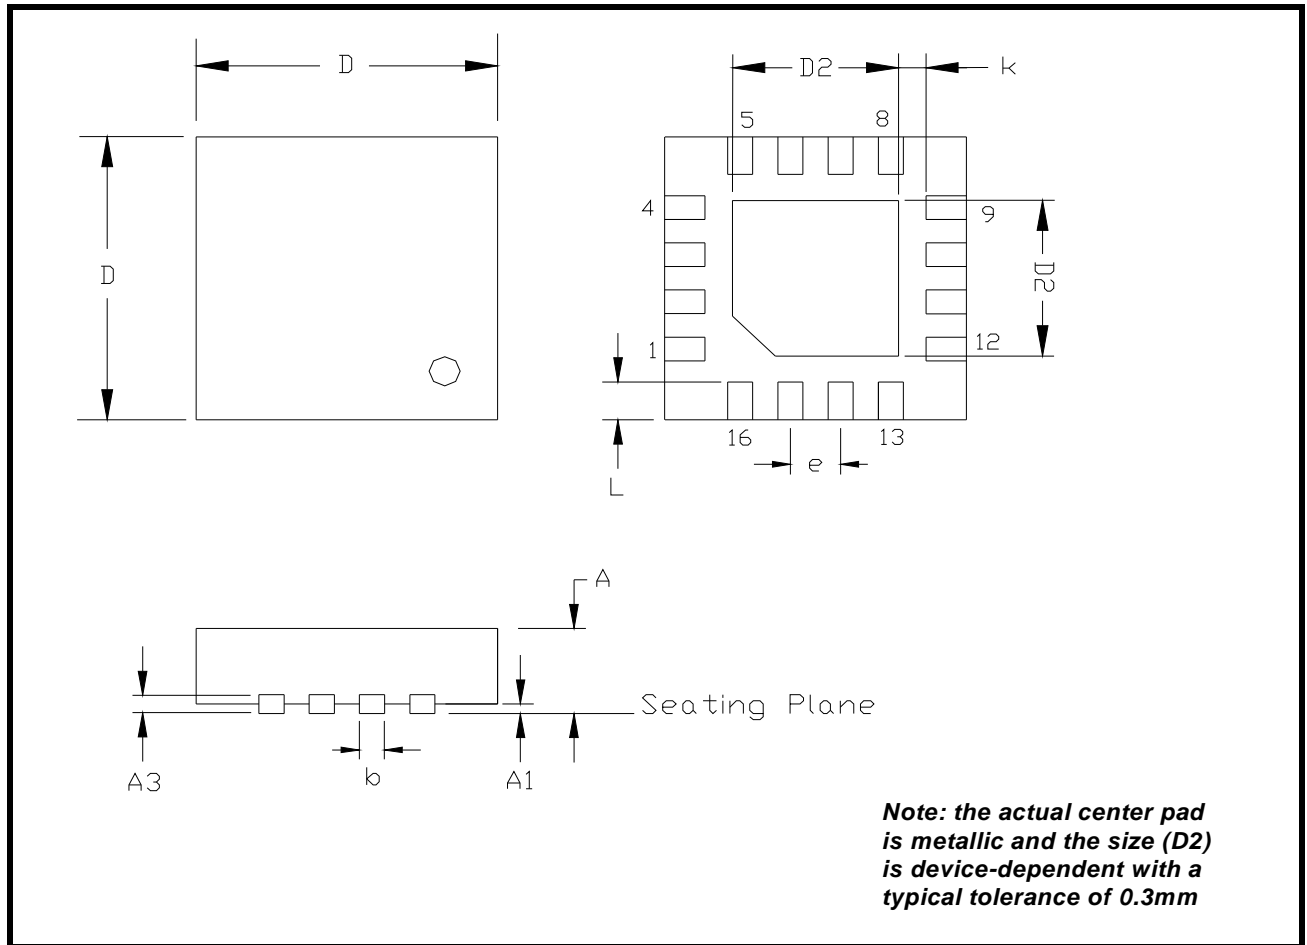 D
D2
k
5
8
4
9
D
D2
1
12
16
13
e
L
A
Seating Plane
A3
b
A1
Note: the actual center pad
is metallic and the size (D2)
is device-dependent with a
typical tolerance of 0.3mm